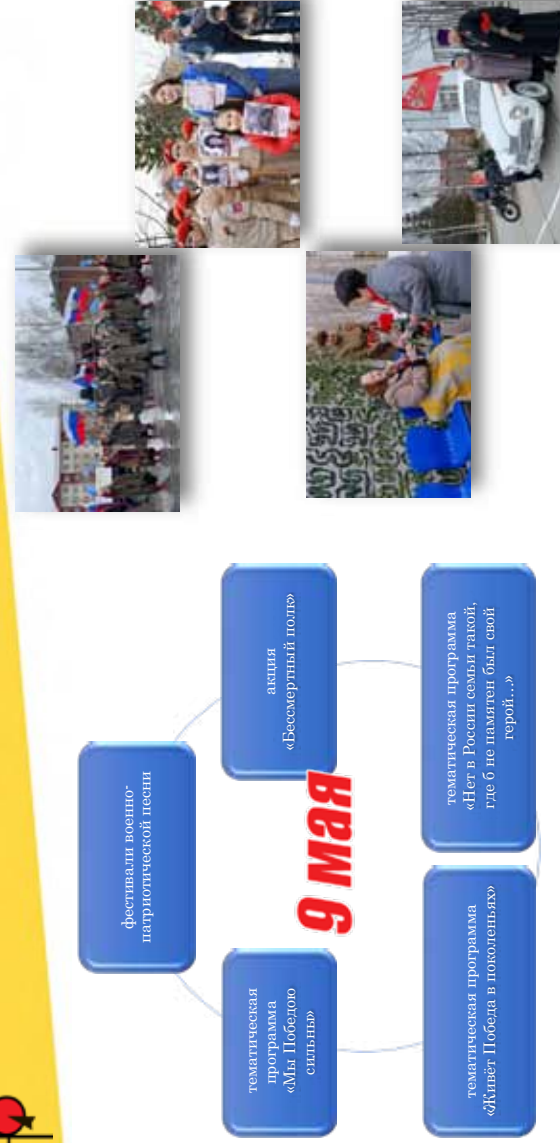 фестивали военно-
патриотической песни
акция
«Бессмертный полк»
тематическая программа
«Нет в России семьи такой,
где б не памятен был свой
герой...»
тематическая программа
«Живёт Победа в поколеньях»
тематическая
программа
«Мы Победою
сильны»
9 мая